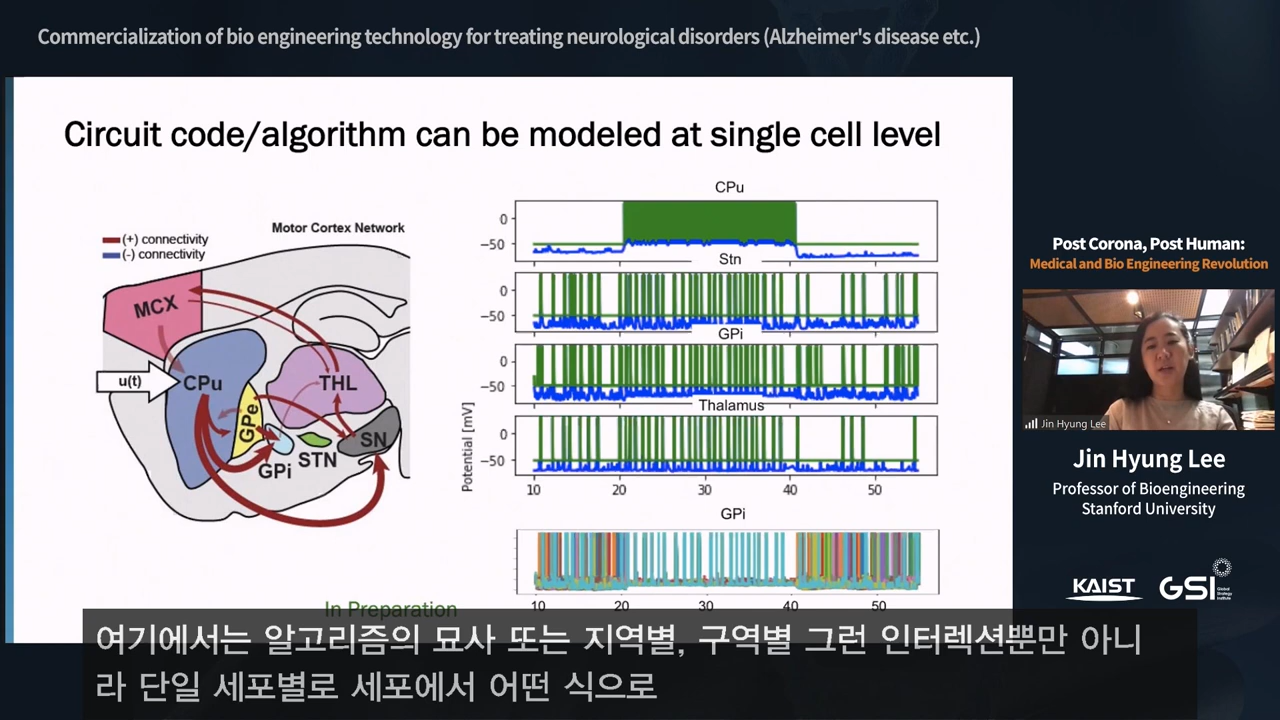 Commercialization of bio engineering technology for treating neurological disorders (Alzheimer's disease etc.)
Circuit code/algorithm can be modeled at single cell level
(+) connectivity
(-) connectivity
Motor Cortex Network
MCX
u(t)
CPu
GPe
GPi
STN
THL
SN
CPu
0
−50
Stn
0
−50
GPi
0
−50
Thalamus
0
−50
Potential [mV]
10 20 30 40 50
GPi
10 20 30 40 50
In Preparation
Post Corona, Post Human:
Medical and Bio Engineering Revolution
Jin Hyung Lee
Jin Hyung Lee
Professor of Bioengineering
Stanford University
KAIST
GSI
Global
Strategy
Institute
여기에서는 알고리즘의 묘사 또는 지역별, 구역별 그런 인터렉션뿐만 아니
라 단일 세포별로 세포에서 어떤 식으로